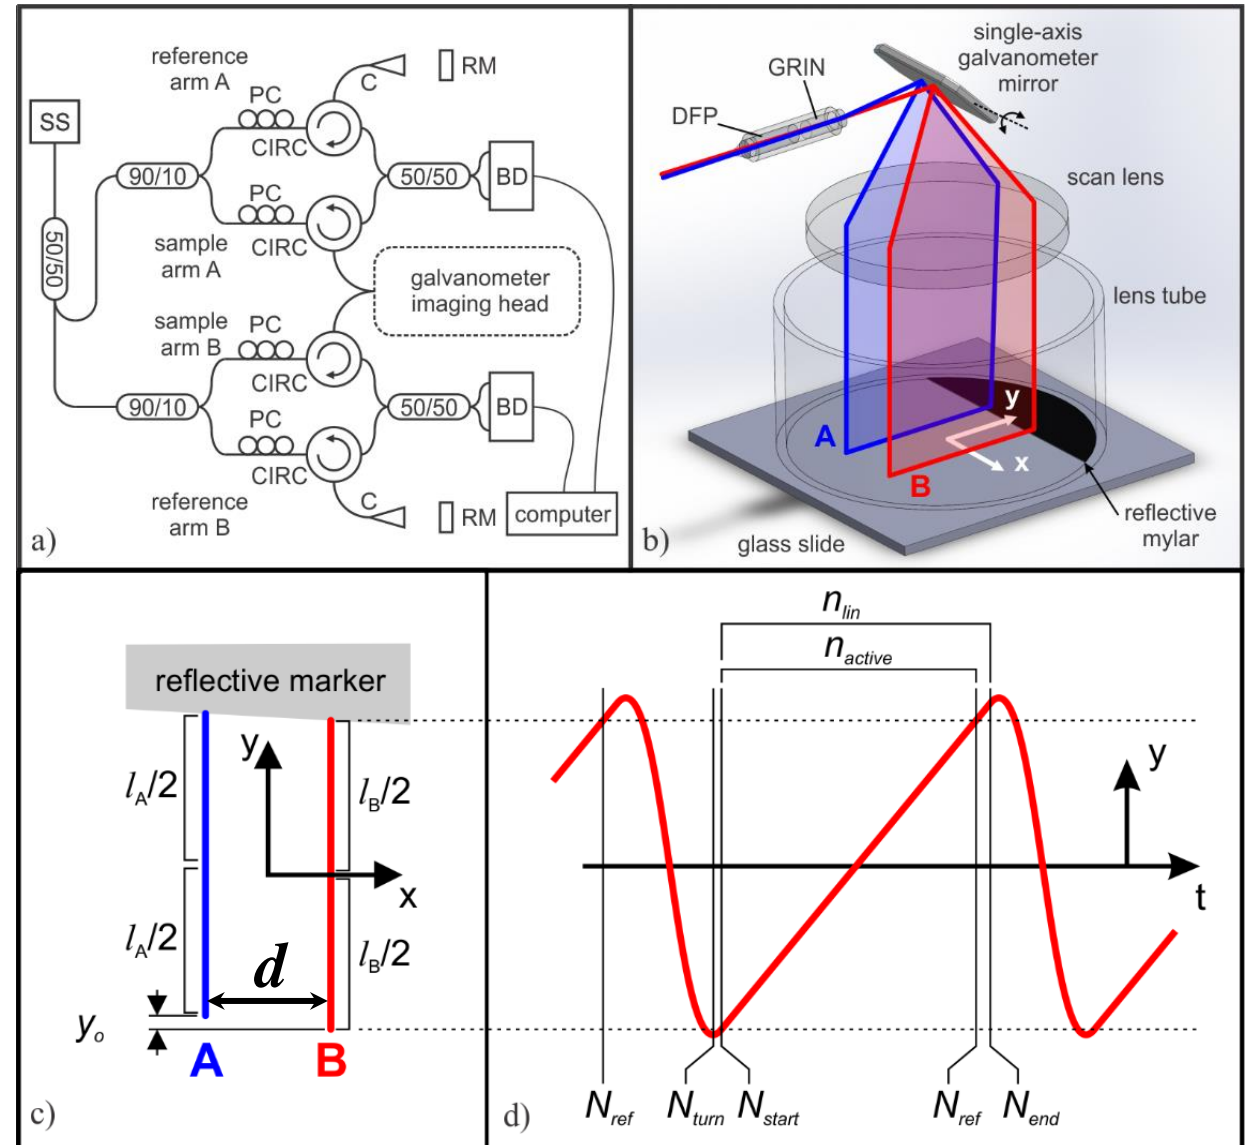 reference
arm A
PC
C
RM
SS
CIRC
90/10
50/50
BD
PC
50/50
sample
arm A
CIRC
galvanometer
imaging head
sample
arm B
PC
CIRC
90/10
50/50
BD
PC
CIRC
reference
arm B
C
RM
computer
a)
single-axis
galvanometer
mirror
GRIN
DFP
scan lens
lens tube
y
A
x
B
reflective
mylar
glass slide
b)
reflective marker
y
lA/2
lB/2
x
lA/2
lB/2
d
yo
A
B
c)
nlin
nactive
y
t
Nref
Nturn
Nstart
Nref
Nend
d)